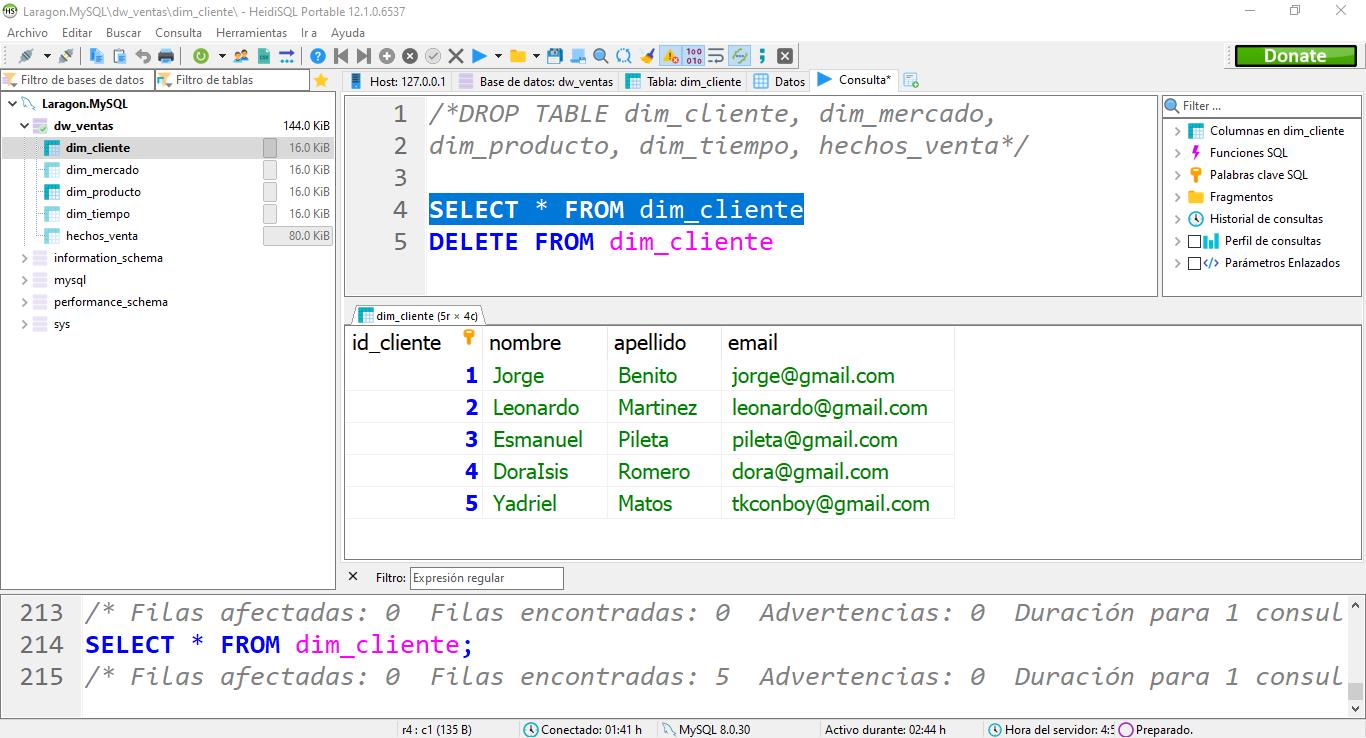 Laragon.MySQL\dw_ventas\dim_cliente\ - HeidiSQL Portable 12.1.0.6537
Archivo Editar Buscar Consulta Herramientas Ir a Ayuda
Donate
Filtro de bases de datos Filtro de tablas
Host: 127.0.0.1 Base de datos: dw_ventas Tabla: dim_cliente Datos Consulta*
Laragon.MySQL
dw_ventas 144.0 KiB
dim_cliente 16.0 KiB
dim_mercado 16.0 KiB
dim_producto 16.0 KiB
dim_tiempo 16.0 KiB
hechos_venta 80.0 KiB
information_schema
mysql
performance_schema
sys
1 /*DROP TABLE dim_cliente, dim_mercado,
2 dim_producto, dim_tiempo, hechos_venta*/
3
4 SELECT * FROM dim_cliente
5 DELETE FROM dim_cliente
Filter ...
Columnas en dim_cliente
Funciones SQL
Palabras clave SQL
Fragmentos
Historial de consultas
Perfil de consultas
Parámetros Enlazados
dim_cliente (5r × 4c)
id_cliente nombre apellido email
1 Jorge Benito jorge@gmail.com
2 Leonardo Martinez leonardo@gmail.com
3 Esmanuel Pileta pileta@gmail.com
4 DoraIsis Romero dora@gmail.com
5 Yadriel Matos tkconboy@gmail.com
Filtro: Expresión regular
213 /* Filas afectadas: 0 Filas encontradas: 0 Advertencias: 0 Duración para 1 consul
214 SELECT * FROM dim_cliente;
215 /* Filas afectadas: 0 Filas encontradas: 5 Advertencias: 0 Duración para 1 consul
r4 : c1 (135 B) Conectado: 01:41 h MySQL 8.0.30 Activo durante: 02:44 h Hora del servidor: 4:5 Preparado.